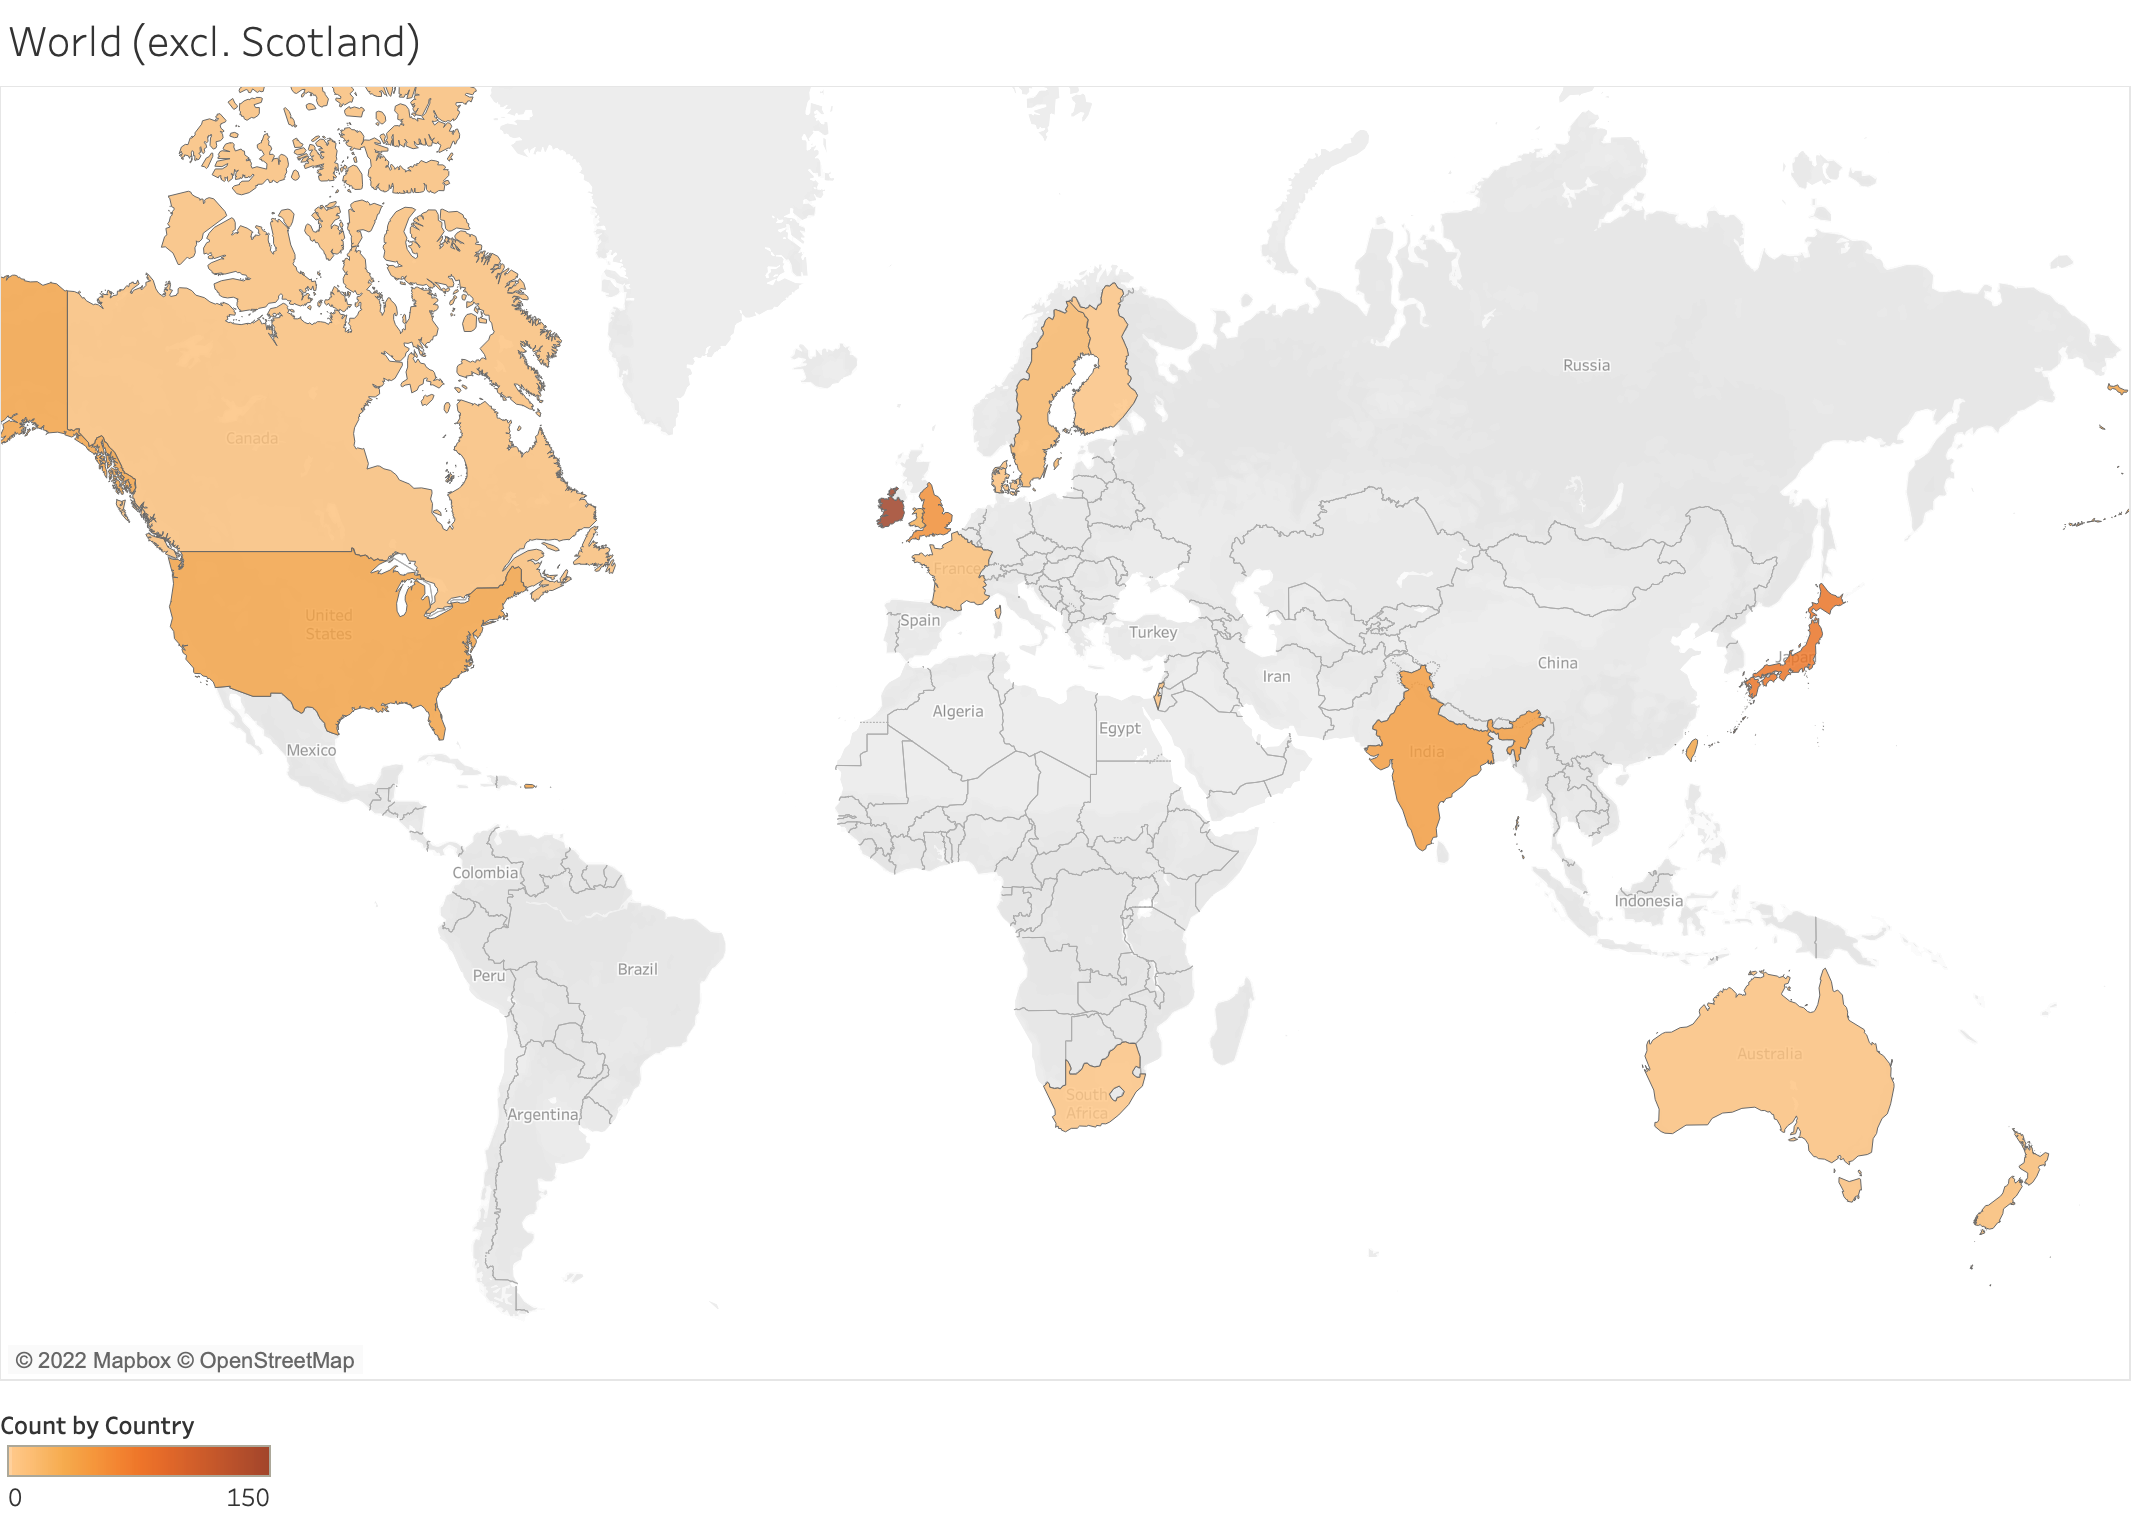 World (excl. Scotland)
Russia
Canada
France
United
States
Spain
Turkey
Japan
China
Iran
Algeria
Egypt
Mexico
India
Colombia
Indonesia
Peru
Brazil
Australia
South
Africa
Argentina
© 2022 Mapbox © OpenStreetMap
Count by Country
0 150